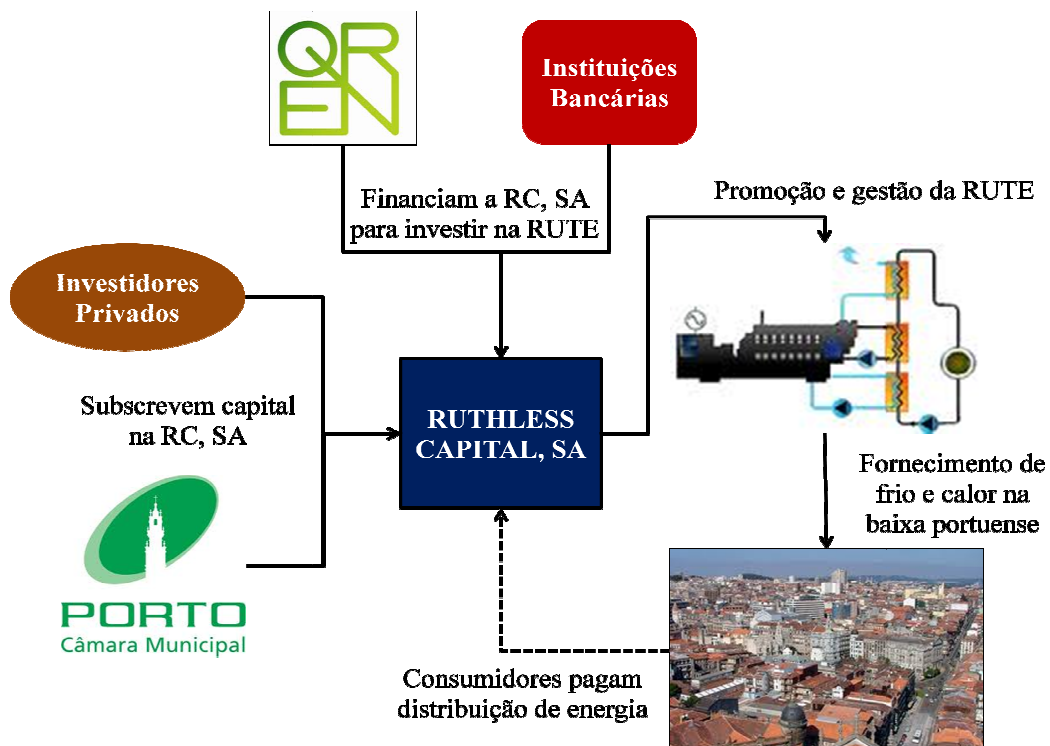 QREN
Instituições
Bancárias
Financiam a RC, SA
para investir na RUTE
Promoção e gestão da RUTE
Investidores
Privados
Subscrevem capital
na RC, SA
RUTHLESS
CAPITAL, SA
Fornecimento de
frio e calor na
baixa portuense
PORTO
Câmara Municipal
Consumidores pagam
distribuição de energia